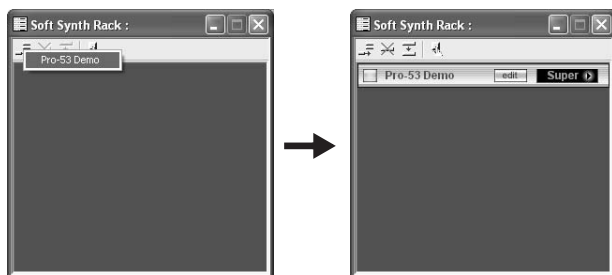 Soft Synth Rack :
Pro-53 Demo
Soft Synth Rack :
Pro-53 Demo edit Super